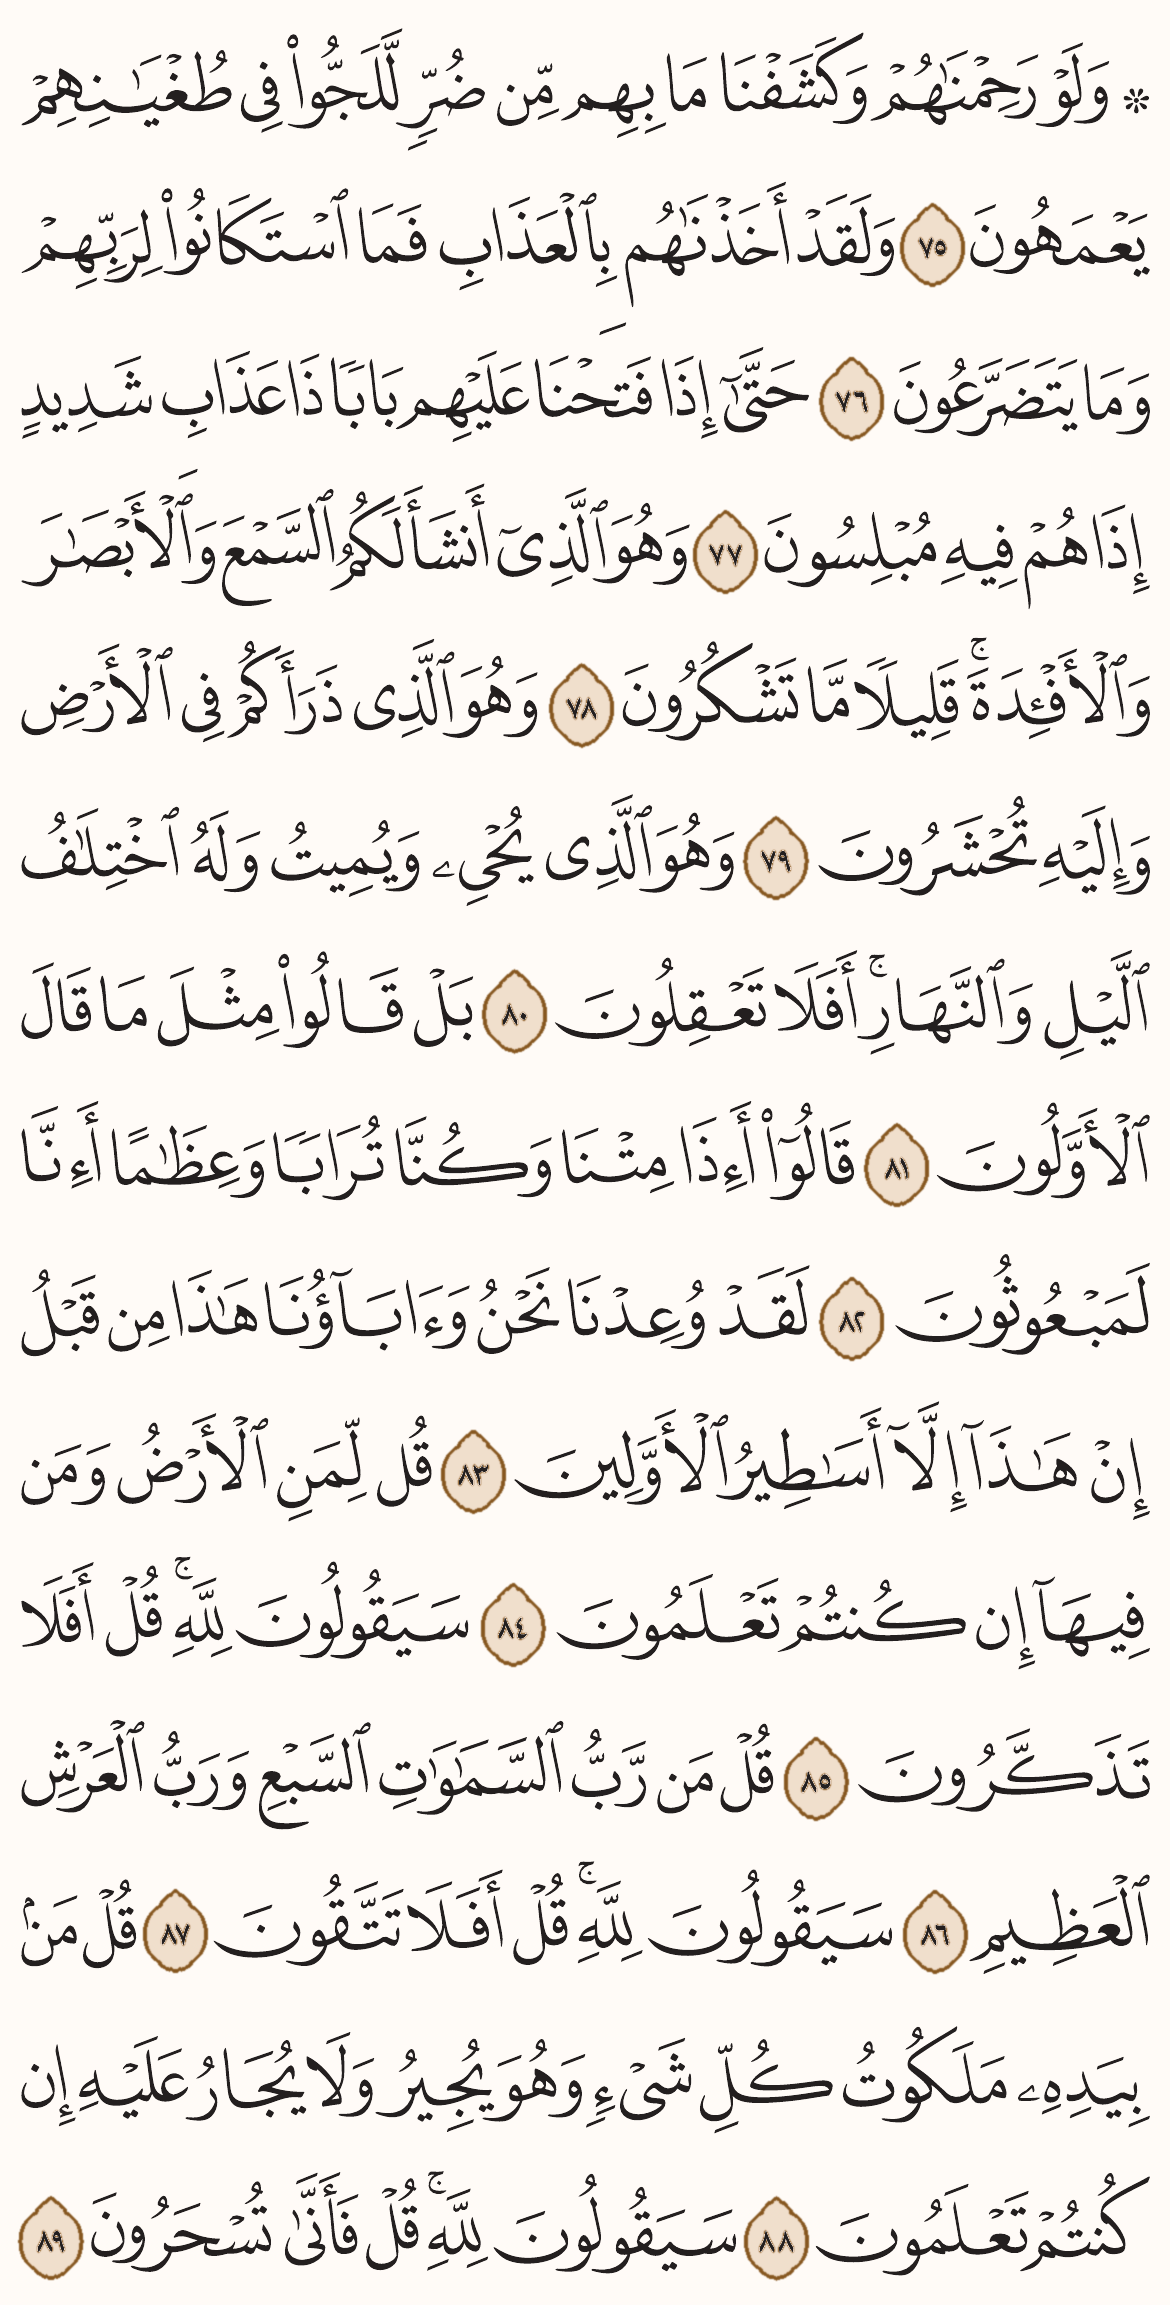 ۞ وَلَوْ رَحِمْنَٰهُمْ وَكَشَفْنَا مَا بِهِم مِّن ضُرٍّ لَّلَجُّوا۟ فِى طُغْيَٰنِهِمْ
يَعْمَهُونَ ٧٥ وَلَقَدْ أَخَذْنَٰهُم بِٱلْعَذَابِ فَمَا ٱسْتَكَانُوا۟ لِرَبِّهِمْ
وَمَا يَتَضَرَّعُونَ ٧٦ حَتَّىٰٓ إِذَا فَتَحْنَا عَلَيْهِم بَابًا ذَا عَذَابٍ شَدِيدٍ
إِذَا هُمْ فِيهِ مُبْلِسُونَ ٧٧ وَهُوَ ٱلَّذِىٓ أَنشَأَ لَكُمُ ٱلسَّمْعَ وَٱلْأَبْصَٰرَ
وَٱلْأَفْـِٔدَةَ ۚ قَلِيلًا مَّا تَشْكُرُونَ ٧٨ وَهُوَ ٱلَّذِى ذَرَأَكُمْ فِى ٱلْأَرْضِ
وَإِلَيْهِ تُحْشَرُونَ ٧٩ وَهُوَ ٱلَّذِى يُحْىِۦ وَيُمِيتُ وَلَهُ ٱخْتِلَٰفُ
ٱلَّيْلِ وَٱلنَّهَارِ ۚ أَفَلَا تَعْقِلُونَ ٨٠ بَلْ قَالُوا۟ مِثْلَ مَا قَالَ
ٱلْأَوَّلُونَ ٨١ قَالُوٓا۟ أَءِذَا مِتْنَا وَكُنَّا تُرَابًا وَعِظَٰمًا أَءِنَّا
لَمَبْعُوثُونَ ٨٢ لَقَدْ وُعِدْنَا نَحْنُ وَءَابَآؤُنَا هَٰذَا مِن قَبْلُ
إِنْ هَٰذَآ إِلَّآ أَسَٰطِيرُ ٱلْأَوَّلِينَ ٨٣ قُل لِّمَنِ ٱلْأَرْضُ وَمَن
فِيهَآ إِن كُنتُمْ تَعْلَمُونَ ٨٤ سَيَقُولُونَ لِلَّهِ ۚ قُلْ أَفَلَا
تَذَكَّرُونَ ٨٥ قُلْ مَن رَّبُّ ٱلسَّمَٰوَٰتِ ٱلسَّبْعِ وَرَبُّ ٱلْعَرْشِ
ٱلْعَظِيمِ ٨٦ سَيَقُولُونَ لِلَّهِ ۚ قُلْ أَفَلَا تَتَّقُونَ ٨٧ قُلْ مَنۢ
بِيَدِهِۦ مَلَكُوتُ كُلِّ شَىْءٍ وَهُوَ يُجِيرُ وَلَا يُجَارُ عَلَيْهِ إِن
كُنتُمْ تَعْلَمُونَ ٨٨ سَيَقُولُونَ لِلَّهِ ۚ قُلْ فَأَنَّىٰ تُسْحَرُونَ ٨٩